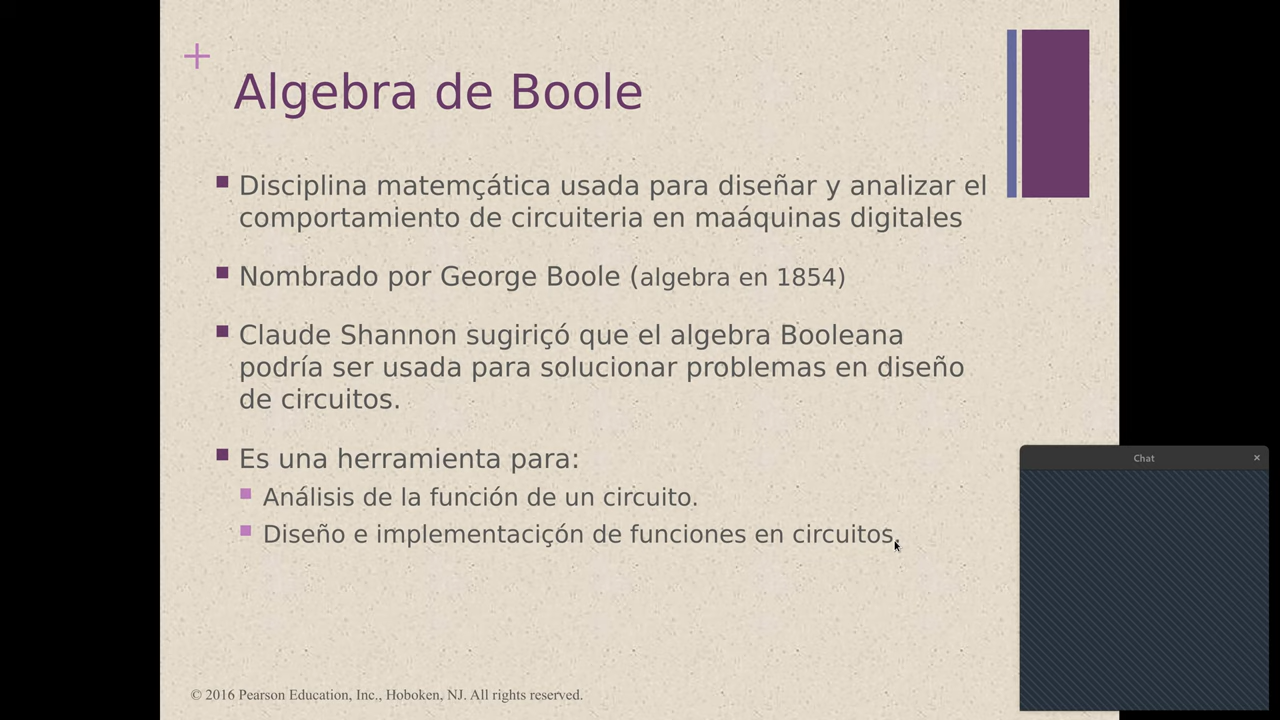 +
Algebra de Boole
Disciplina matemçática usada para diseñar y analizar el
comportamiento de circuiteria en maáquinas digitales
Nombrado por George Boole (algebra en 1854)
Claude Shannon sugiriçó que el algebra Booleana
podría ser usada para solucionar problemas en diseño
de circuitos.
Es una herramienta para:
Análisis de la función de un circuito.
Diseño e implementaciçón de funciones en circuitos.
Chat
© 2016 Pearson Education, Inc., Hoboken, NJ. All rights reserved.